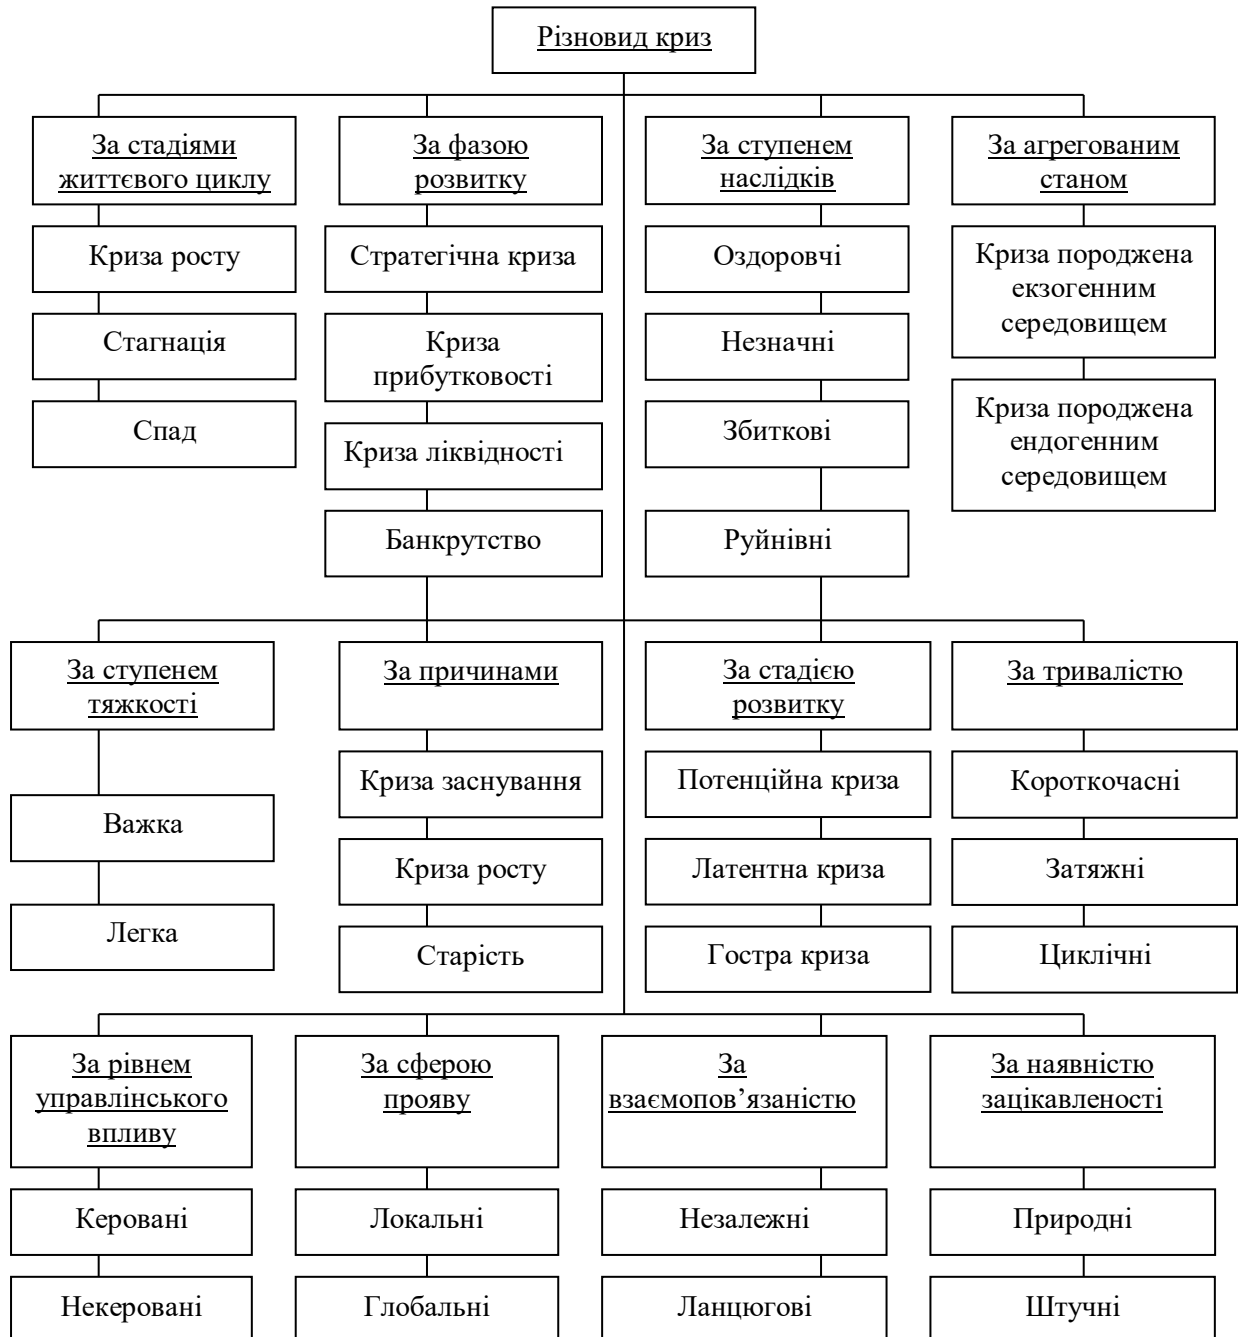 Різновид криз
За стадіями
життєвого циклу
Криза росту
Стагнація
Спад
За фазою
розвитку
Стратегічна криза
Криза
прибутковості
Криза ліквідності
Банкрутство
За ступенем
наслідків
Оздоровчі
Незначні
Збиткові
Руйнівні
За агрегованим
станом
Криза породжена
екзогенним
середовищем
Криза породжена
ендогенним
середовищем
За ступенем
тяжкості
Важка
Легка
За причинами
Криза заснування
Криза росту
Старість
За стадією
розвитку
Потенційна криза
Латентна криза
Гостра криза
За тривалістю
Короткочасні
Затяжні
Циклічні
За рівнем
управлінського
впливу
Керовані
Некеровані
За сферою
прояву
Локальні
Глобальні
За
взаємопов’язаністю
Незалежні
Ланцюгові
За наявністю
зацікавленості
Природні
Штучні